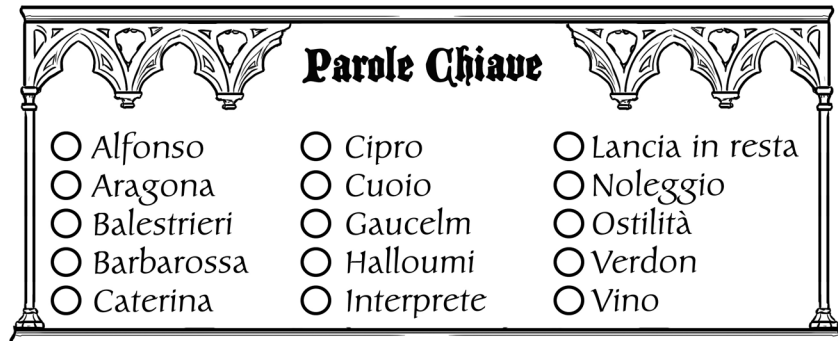 Parole Chiave
Alfonso
Aragona
Balestrieri
Barbarossa
Caterina
Cipro
Cuoio
Gaucelm
Halloumi
Interprete
Lancia in resta
Noleggio
Ostilità
Verdon
Vino